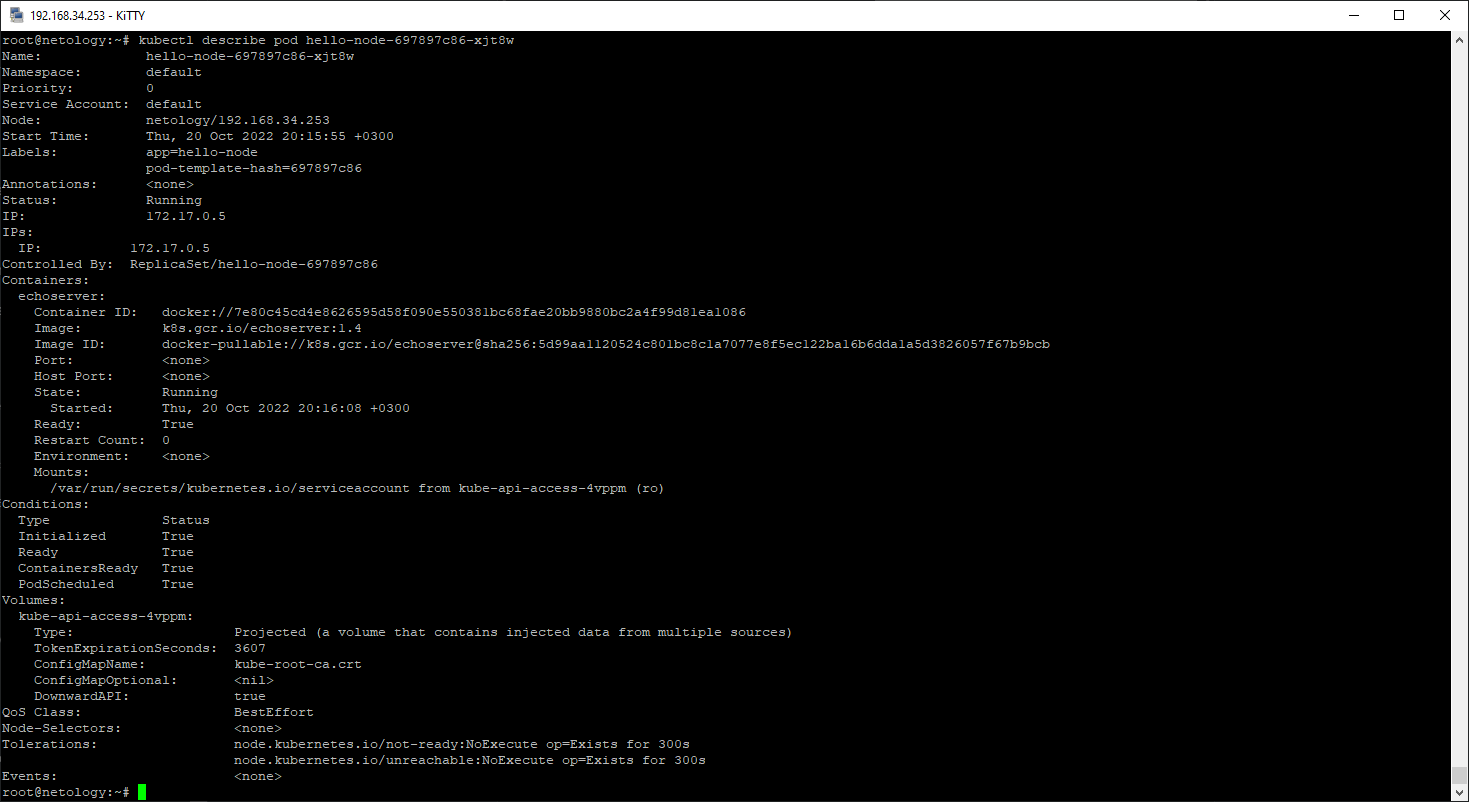 192.168.34.253 - KiTTY
root@netology:~# kubectl describe pod hello-node-697897c86-xjt8w
Name:             hello-node-697897c86-xjt8w
Namespace:        default
Priority:         0
Service Account:  default
Node:             netology/192.168.34.253
Start Time:       Thu, 20 Oct 2022 20:15:55 +0300
Labels:           app=hello-node
                  pod-template-hash=697897c86
Annotations:      <none>
Status:           Running
IP:               172.17.0.5
IPs:
  IP:           172.17.0.5
Controlled By:  ReplicaSet/hello-node-697897c86
Containers:
  echoserver:
    Container ID:   docker://7e80c45cd4e8626595d58f090e550381bc68fae20bb9880bc2a4f99d81ea1086
    Image:          k8s.gcr.io/echoserver:1.4
    Image ID:       docker-pullable://k8s.gcr.io/echoserver@sha256:5d99aa1120524c801bc8c1a7077e8f5ec122ba16b6dda1a5d3826057f67b9bcb
    Port:           <none>
    Host Port:      <none>
    State:          Running
      Started:      Thu, 20 Oct 2022 20:16:08 +0300
    Ready:          True
    Restart Count:  0
    Environment:    <none>
    Mounts:
      /var/run/secrets/kubernetes.io/serviceaccount from kube-api-access-4vppm (ro)
Conditions:
  Type              Status
  Initialized       True
  Ready             True
  ContainersReady   True
  PodScheduled      True
Volumes:
  kube-api-access-4vppm:
    Type:                    Projected (a volume that contains injected data from multiple sources)
    TokenExpirationSeconds:  3607
    ConfigMapName:           kube-root-ca.crt
    ConfigMapOptional:       <nil>
    DownwardAPI:             true
QoS Class:                   BestEffort
Node-Selectors:              <none>
Tolerations:                 node.kubernetes.io/not-ready:NoExecute op=Exists for 300s
                             node.kubernetes.io/unreachable:NoExecute op=Exists for 300s
Events:                      <none>
root@netology:~#